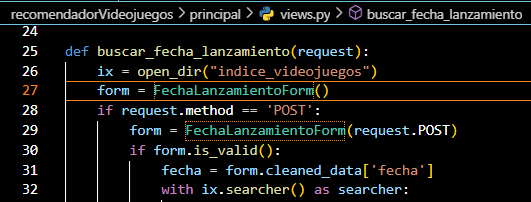 recomendadorVideojuegos > principal > views.py > buscar_fecha_lanzamiento
24
25 def buscar_fecha_lanzamiento(request):
26     ix = open_dir("indice_videojuegos")
27     form = FechaLanzamientoForm()
28     if request.method == 'POST':
29         form = FechaLanzamientoForm(request.POST)
30         if form.is_valid():
31             fecha = form.cleaned_data['fecha']
32             with ix.searcher() as searcher: